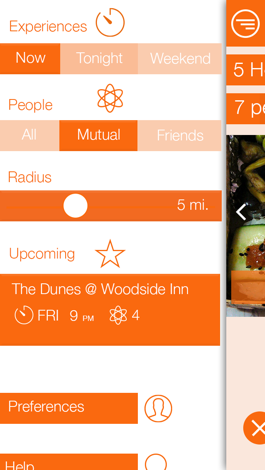 Experiences
Now Tonight Weekend
5 H
People
7 pe
All Mutual Friends
Radius
5 mi.
Upcoming
The Dunes @ Woodside Inn
FRI 9 PM 4
Preferences
Help